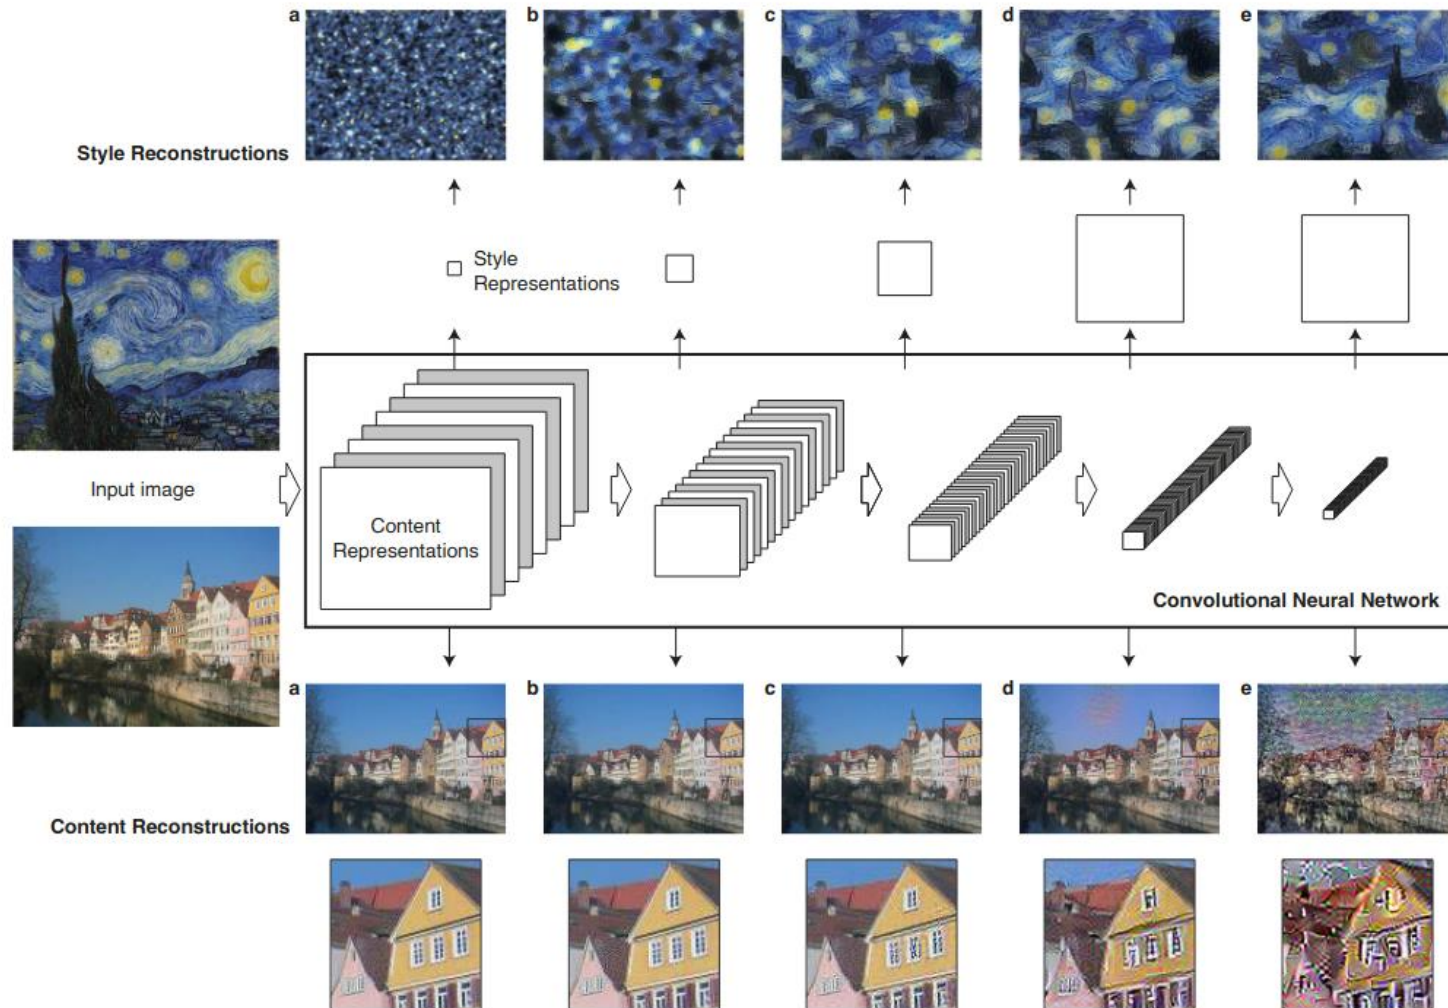 a
b
c
d
e
Style Reconstructions
Style
Representations
Input image
Content
Representations
Convolutional Neural Network
a
b
c
d
e
Content Reconstructions